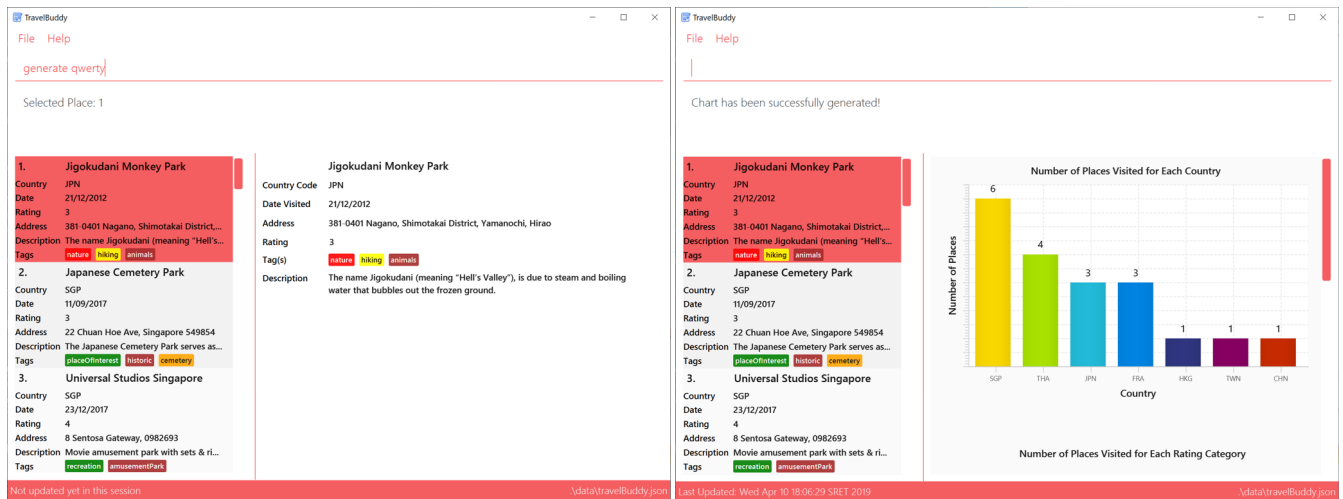 TravelBuddy
File Help
generate qwerty
Selected Place: 1
1. Jigokudani Monkey Park
Country JPN
Date 21/12/2012
Rating 3
Address 381-0401 Nagano, Shimotakai District,...
Description The name Jigokudani (meaning "Hell's...
Tags nature hiking animals
2. Japanese Cemetery Park
Country SGP
Date 11/09/2017
Rating 3
Address 22 Chuan Hoe Ave, Singapore 549854
Description The Japanese Cemetery Park serves as...
Tags placeOfInterest historic cemetery
3. Universal Studios Singapore
Country SGP
Date 23/12/2017
Rating 4
Address 8 Sentosa Gateway, 0982693
Description Movie amusement park with sets & ri...
Tags recreation amusementPark
Jigokudani Monkey Park
Country Code JPN
Date Visited 21/12/2012
Address 381-0401 Nagano, Shimotakai District, Yamanochi, Hirao
Rating 3
Tag(s) nature hiking animals
Description The name Jigokudani (meaning "Hell's Valley"), is due to steam and boiling
water that bubbles out the frozen ground.
Not updated yet in this session .\data\travelBuddy.json
TravelBuddy
File Help
Chart has been successfully generated!
1. Jigokudani Monkey Park
Country JPN
Date 21/12/2012
Rating 3
Address 381-0401 Nagano, Shimotakai District,...
Description The name Jigokudani (meaning "Hell's...
Tags nature hiking animals
2. Japanese Cemetery Park
Country SGP
Date 11/09/2017
Rating 3
Address 22 Chuan Hoe Ave, Singapore 549854
Description The Japanese Cemetery Park serves as...
Tags placeOfInterest historic cemetery
3. Universal Studios Singapore
Country SGP
Date 23/12/2017
Rating 4
Address 8 Sentosa Gateway, 0982693
Description Movie amusement park with sets & ri...
Tags recreation amusementPark
Number of Places Visited for Each Country
Number of Places
6 4 3 3 1 1 1
SGP THA JPN FRA HKG TWN CHN
Country
Number of Places Visited for Each Rating Category
Last Updated: Wed Apr 10 18:06:29 SRET 2019 .\data\travelBuddy.json